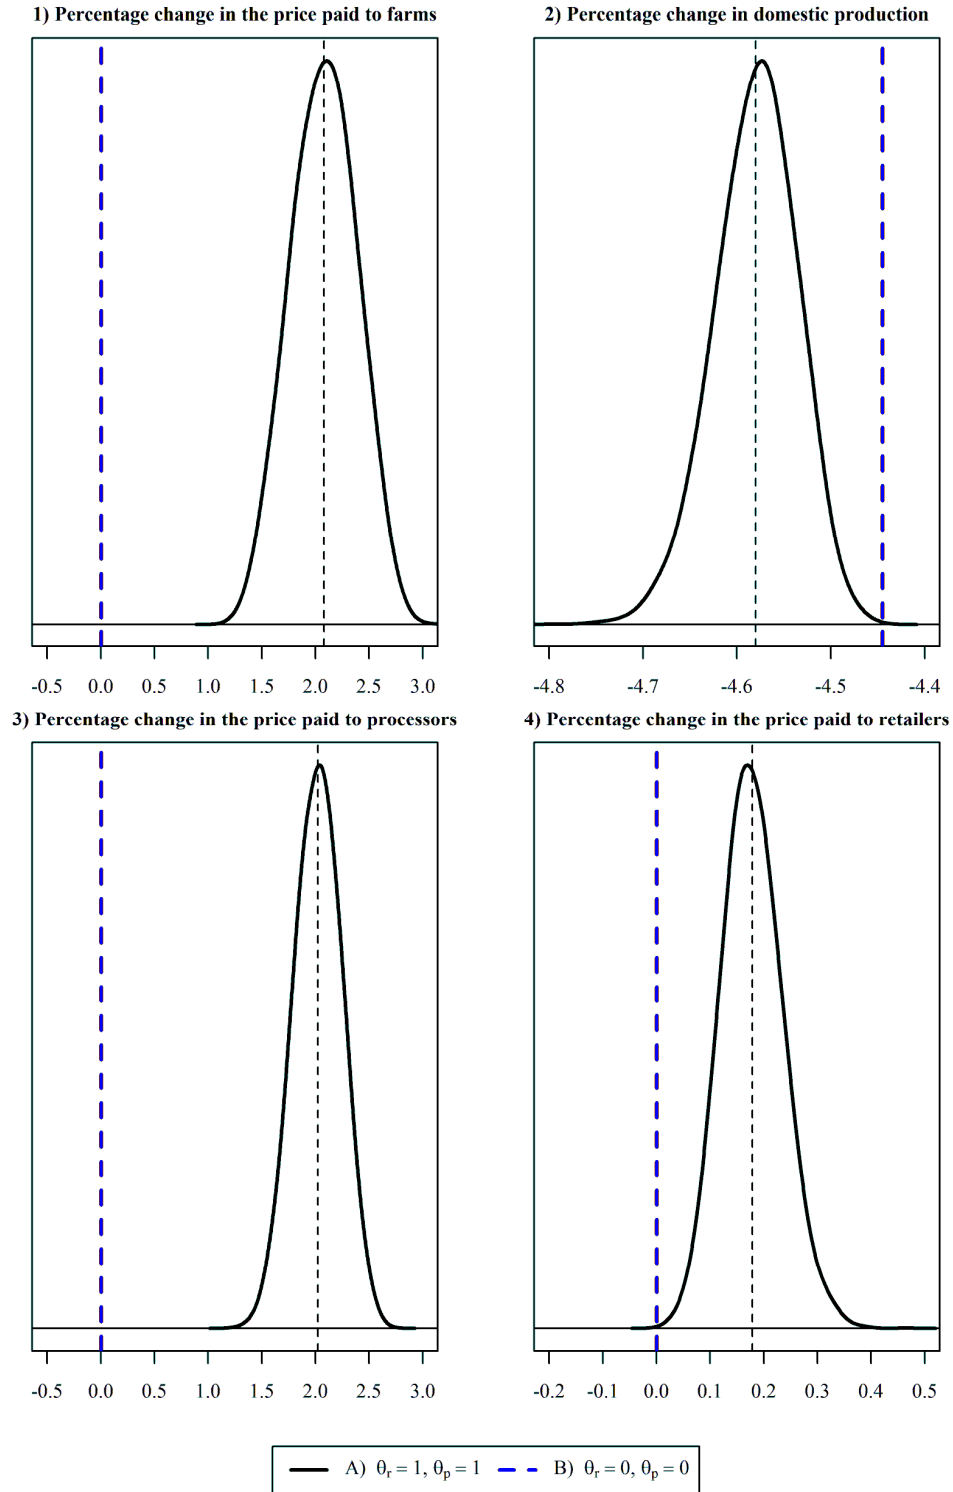 1) Percentage change in the price paid to farms
2) Percentage change in domestic production
-0.5 0.0 0.5 1.0 1.5 2.0 2.5 3.0
-4.8 -4.7 -4.6 -4.5 -4.4
3) Percentage change in the price paid to processors
4) Percentage change in the price paid to retailers
-0.5 0.0 0.5 1.0 1.5 2.0 2.5 3.0
-0.2 -0.1 0.0 0.1 0.2 0.3 0.4 0.5
A) θr = 1, θp = 1 B) θr = 0, θp = 0